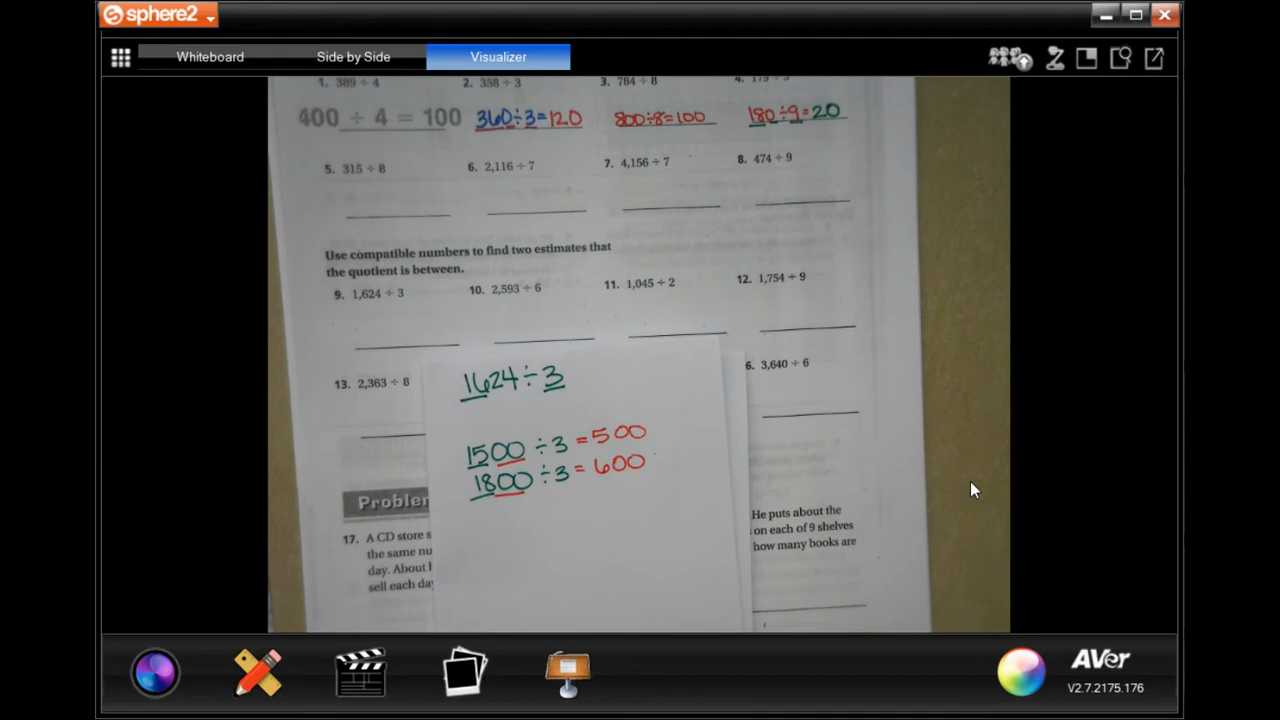 sphere2
Whiteboard Side by Side Visualizer
1. 389 ÷ 4 2. 358 ÷ 3 3. 784 ÷ 8 4. 179 ÷ 9
400 ÷ 4 = 100 360÷3=120 800÷8=100 180÷9=20
5. 315 ÷ 8 6. 2,116 ÷ 7 7. 4,156 ÷ 7 8. 474 ÷ 9
Use compatible numbers to find two estimates that
the quotient is between.
9. 1,624 ÷ 3 10. 2,593 ÷ 6 11. 1,045 ÷ 2 12. 1,754 ÷ 9
13. 2,363 ÷ 8 6. 3,640 ÷ 6
1624÷3
1500 ÷3 =500
1800 ÷3= 600
Problem
17. A CD store s
the same nu
day. About h
sell each day
He puts about the
on each of 9 shelves
how many books are
AVer
V2.7.2175.176